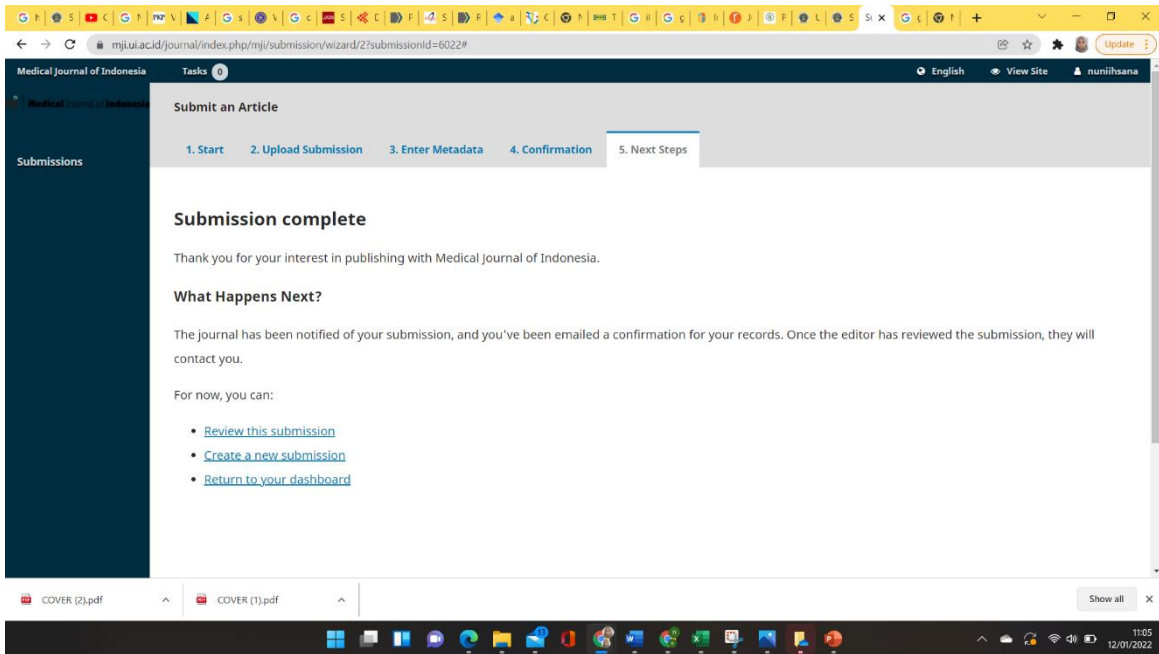 mji.ui.ac.id/journal/index.php/mji/submission/wizard/2?submissionId=6022#
Update
Medical Journal of Indonesia
Tasks 0
English
View Site
nuniihsana
Medical Journal of Indonesia
Submit an Article
1. Start
2. Upload Submission
3. Enter Metadata
4. Confirmation
5. Next Steps
Submissions
Submission complete
Thank you for your interest in publishing with Medical Journal of Indonesia.
What Happens Next?
The journal has been notified of your submission, and you've been emailed a confirmation for your records. Once the editor has reviewed the submission, they will
contact you.
For now, you can:
Review this submission
Create a new submission
Return to your dashboard
COVER (2).pdf
COVER (1).pdf
Show all
11:05
12/01/2022